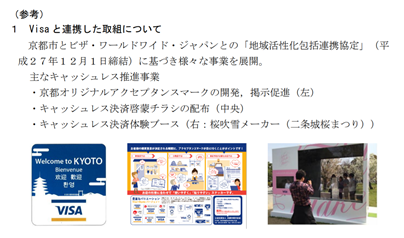 （参考）
１　Visaと連携した取組について
京都市とビザ・ワールドワイド・ジャパンとの「地域活性化包括連携協定」（平
成２７年１２月１日締結）に基づき様々な事業を展開。
主なキャッシュレス推進事業
・京都オリジナルアクセプタンスマークの開発，掲示促進（左）
・キャッシュレス決済啓蒙チラシの配布（中央）
・キャッシュレス決済体験ブース（右：桜吹雪メーカー（二条城桜まつり））
Welcome to KYOTO
Bienvenue
欢迎 歡迎
환영
VISA